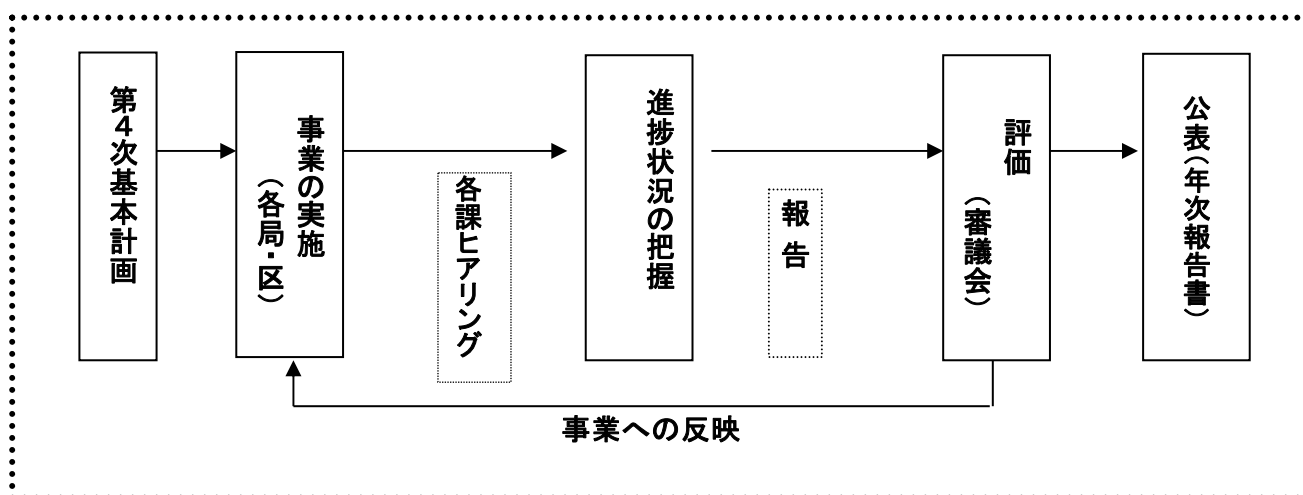 第４次基本計画
事業の実施
（各局・区）
各課ヒアリング
進捗状況の把握
報告
評価
（審議会）
公表（年次報告書）
事業への反映